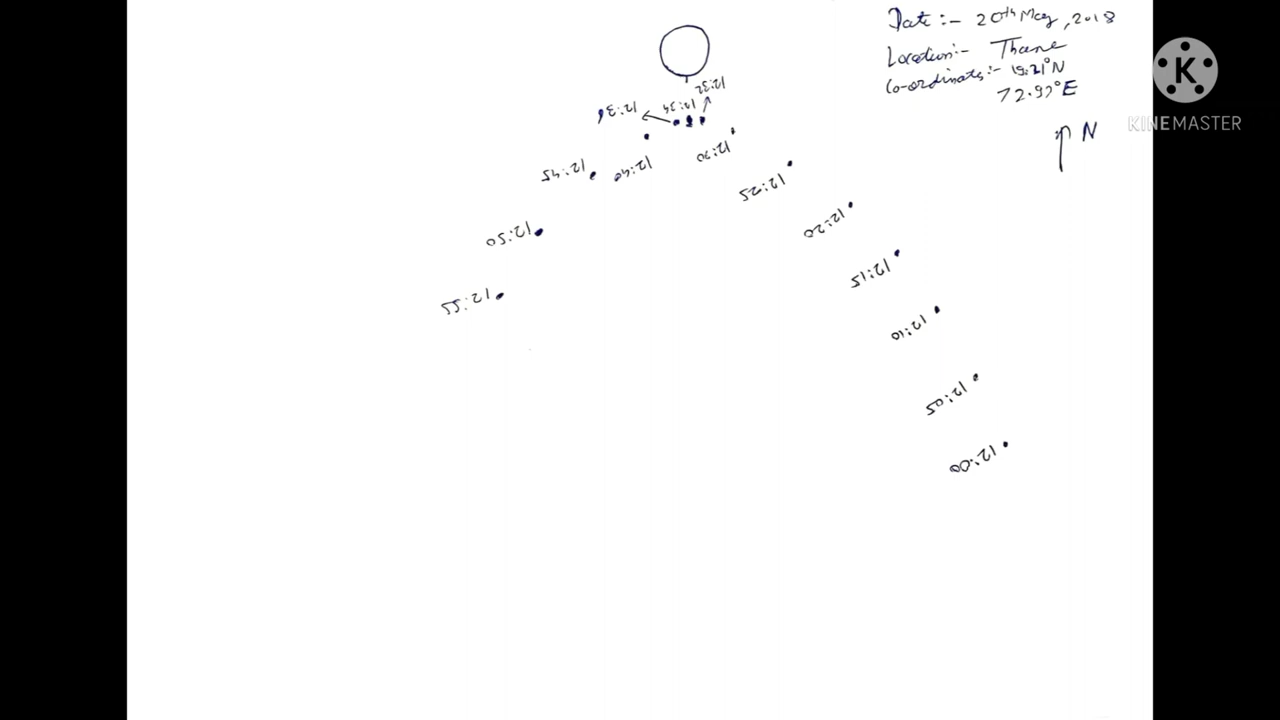 Date :- 20th May, 2018
Location:- Thane
Co-ordinates:- 19.21°N
72.97°E
N
K
KINEMASTER
12:32
12:34
12:36
12:30
12:40
12:45
12:25
12:50
12:20
12:55
12:15
12:10
12:05
12:00